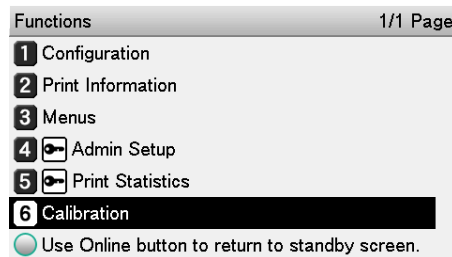 Functions 1/1 Page
1 Configuration
2 Print Information
3 Menus
4 Admin Setup
5 Print Statistics
6 Calibration
Use Online button to return to standby screen.